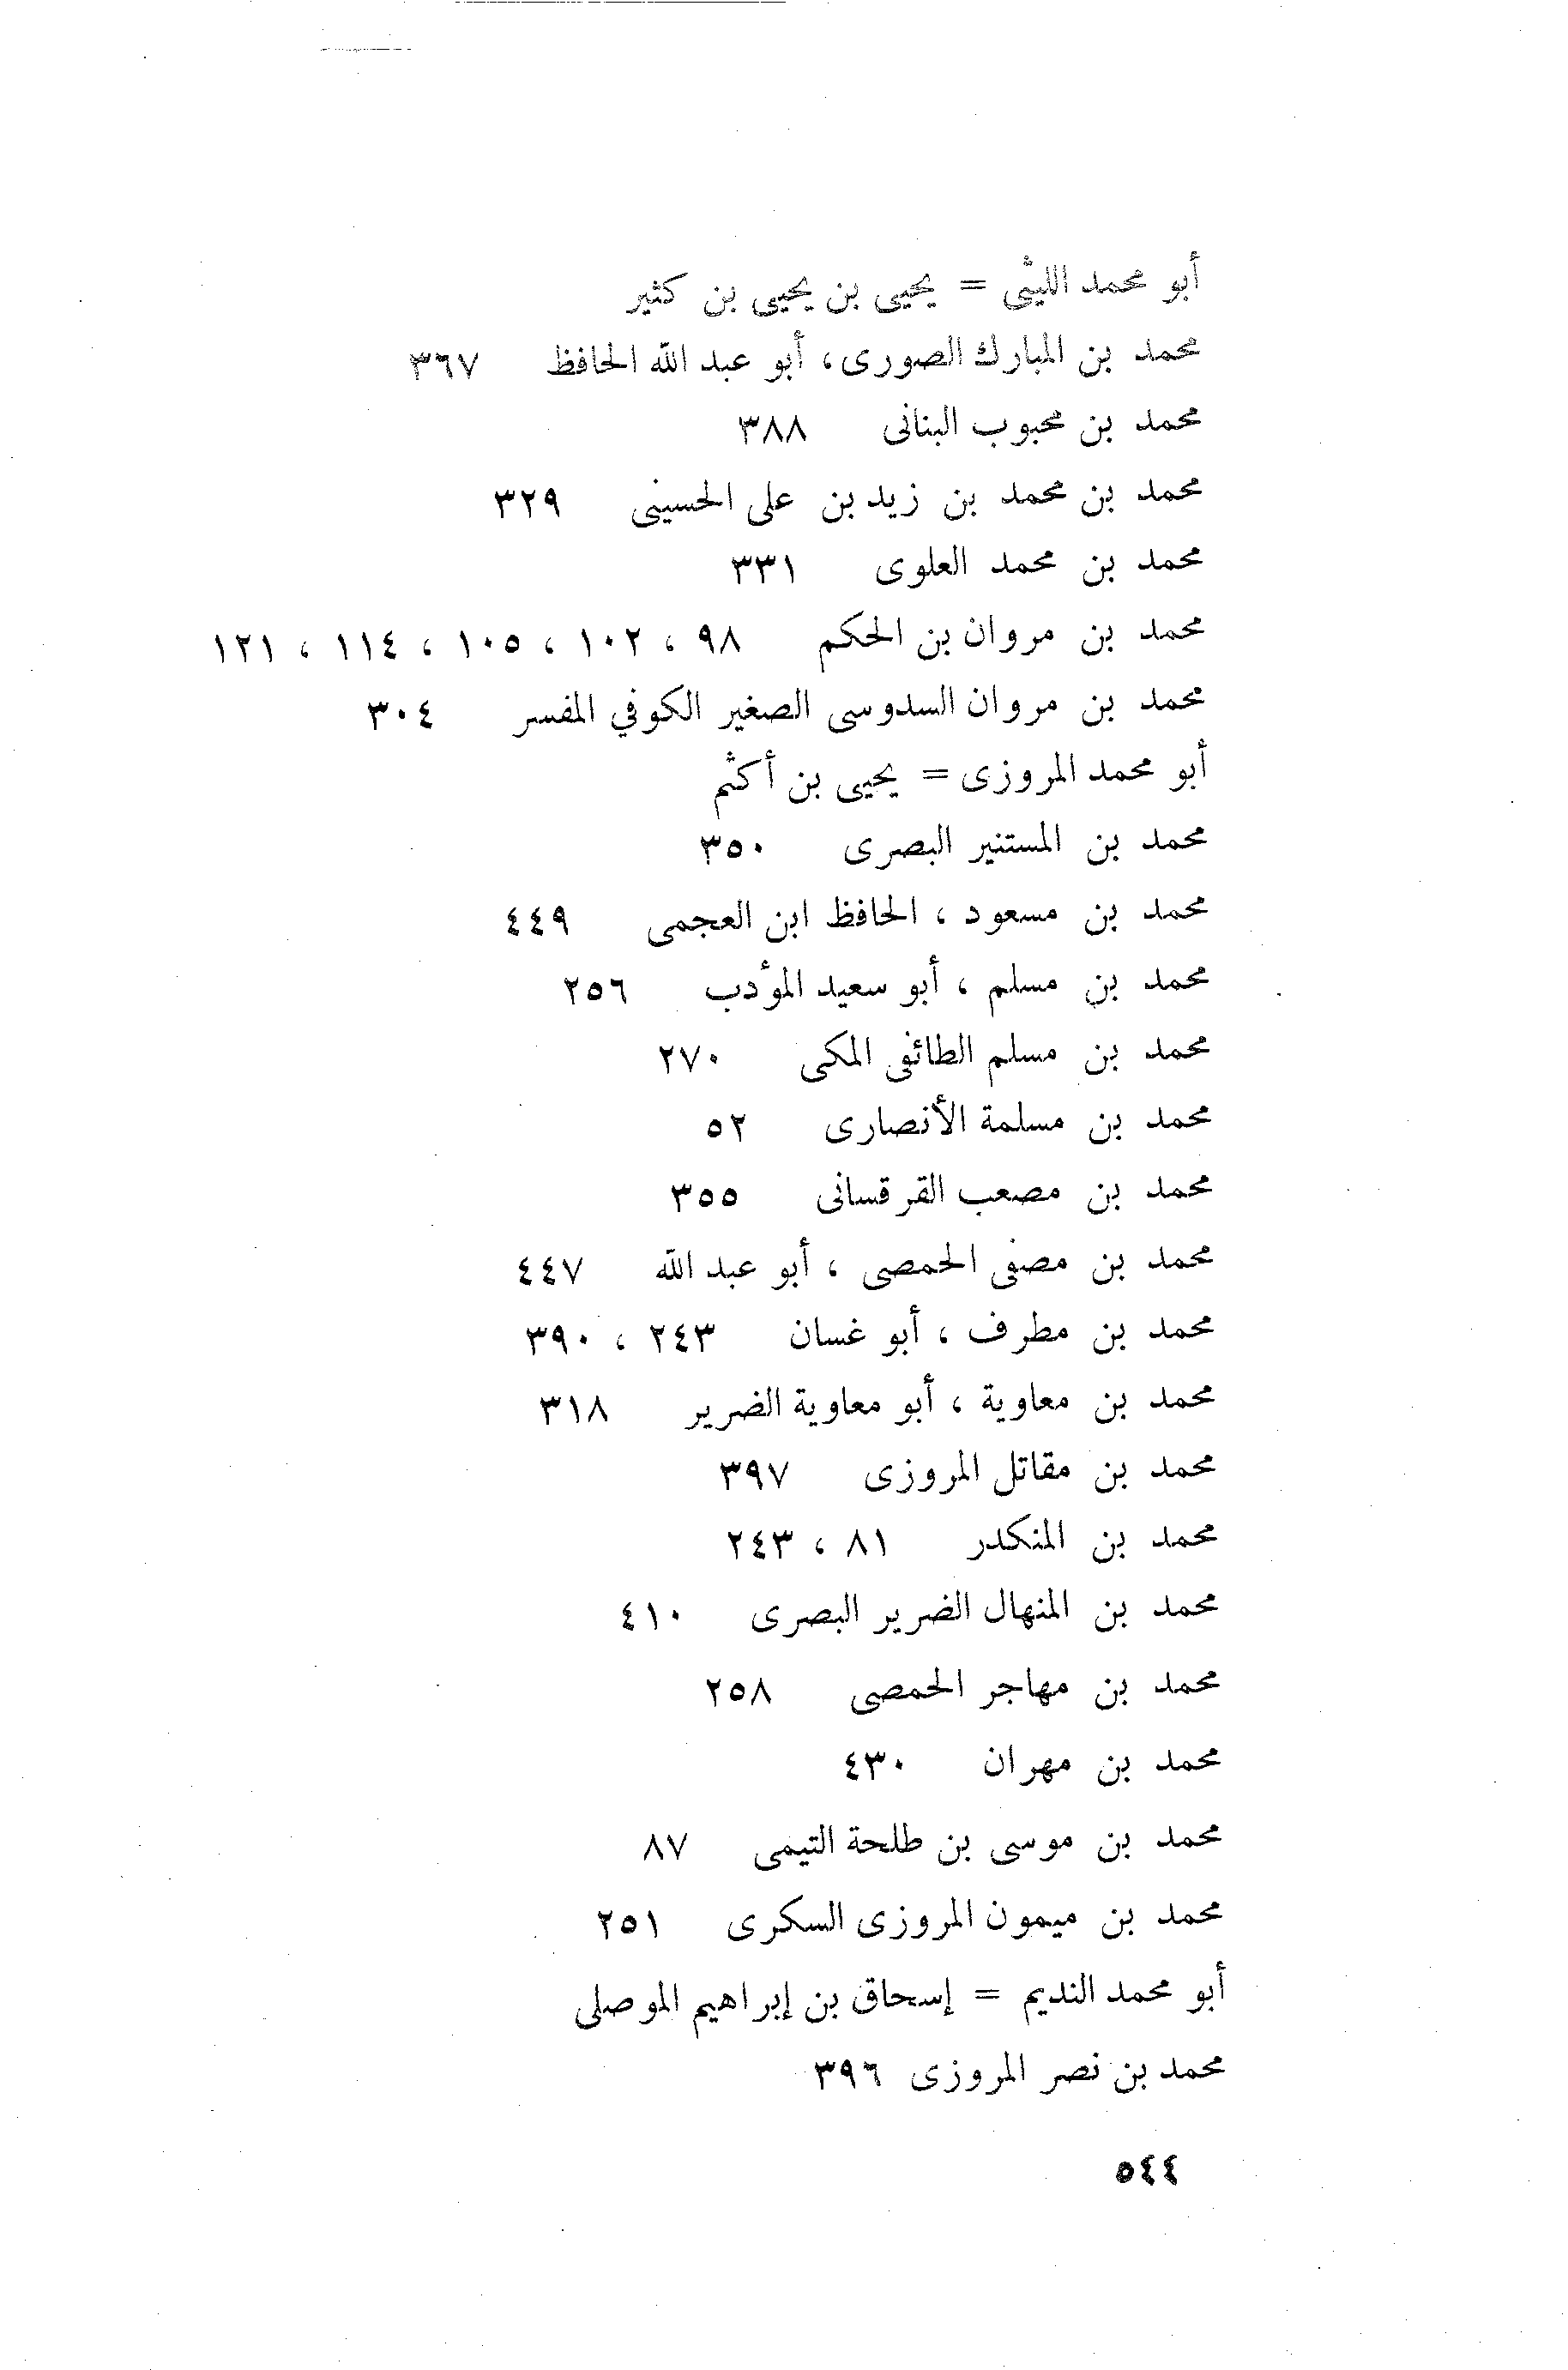 أبو محمد الليثى = يحيى بن يحيى بن كثير
محمد بن المبارك الصورى، أبو عبد الله الحافظ ٣٦٧
محمد بن محبوب البنانى ٣٨٨
محمد بن محمد بن زيد بن على الحسينى ٣٢٩
محمد بن محمد العلوى ٣٣١
محمد بن مروان بن الحكم ٩٨ ، ١٠٢ ، ١٠٥ ، ١١٤ ، ١٢١
محمد بن مروان السدوسى الصغير الكوفي المفسر ٣٠٤
أبو محمد المروزى = يحيى بن أكثم
محمد بن المستنير البصرى ٣٥٠
محمد بن مسعود ، الحافظ ابن العجمى ٤٤٩
محمد بن مسلم ، أبو سعيد المؤدب ٢٥٦
محمد بن مسلم الطائفى المكى ٢٧٠
محمد بن مسلمة الأنصارى ٥٢
محمد بن مصعب القرقسانى ٣٥٥
محمد بن مصفى الحمصى ، أبو عبد الله ٤٤٧
محمد بن مطرف ، أبو غسان ٢٤٣ ، ٣٩٠
محمد بن معاوية ، أبو معاوية الضرير ٣١٨
محمد بن مقاتل المروزى ٣٩٧
محمد بن المنكدر ٨١ ، ٢٤٣
محمد بن المنهال الضرير البصرى ٤١٠
محمد بن مهاجر الحمصى ٢٥٨
محمد بن مهران ٤٣٠
محمد بن موسى بن طلحة التيمى ٨٧
محمد بن ميمون المروزى السكرى ٢٥١
أبو محمد النديم = إسحاق بن إبراهيم الموصلى
محمد بن نصر المروزى ٣٩٦
٥٤٤